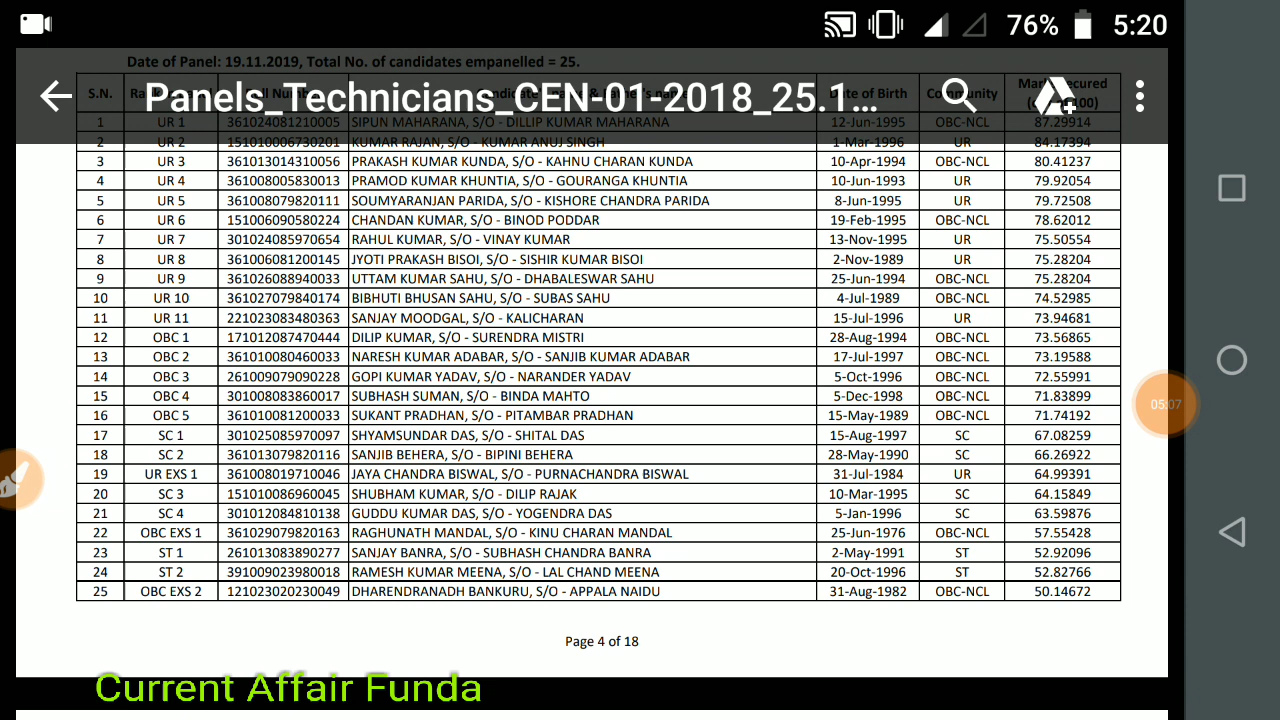 76% 5:20
Date of Panel: 19.11.2019, Total No. of candidates empanelled = 25.
Panels_Technicians_CEN-01-2018_25.1...
S.N. Date of Birth Community
1 UR 1 361024081210005 SIPUN MAHARANA, S/O - DILLIP KUMAR MAHARANA 12-Jun-1995 OBC-NCL 87.29914
2 UR 2 151010006730201 KUMAR RAJAN, S/O - KUMAR ANUJ SINGH 1-Mar-1996 UR 84.17394
3 UR 3 361013014310056 PRAKASH KUMAR KUNDA, S/O - KAHNU CHARAN KUNDA 10-Apr-1994 OBC-NCL 80.41237
4 UR 4 361008005830013 PRAMOD KUMAR KHUNTIA, S/O - GOURANGA KHUNTIA 10-Jun-1993 UR 79.92054
5 UR 5 361008079820111 SOUMYARANJAN PARIDA, S/O - KISHORE CHANDRA PARIDA 8-Jun-1995 UR 79.72508
6 UR 6 151006090580224 CHANDAN KUMAR, S/O - BINOD PODDAR 19-Feb-1995 OBC-NCL 78.62012
7 UR 7 301024085970654 RAHUL KUMAR, S/O - VINAY KUMAR 13-Nov-1995 UR 75.50554
8 UR 8 361006081200145 JYOTI PRAKASH BISOI, S/O - SISHIR KUMAR BISOI 2-Nov-1989 UR 75.28204
9 UR 9 361026088940033 UTTAM KUMAR SAHU, S/O - DHABALESWAR SAHU 25-Jun-1994 OBC-NCL 75.28204
10 UR 10 361027079840174 BIBHUTI BHUSAN SAHU, S/O - SUBAS SAHU 4-Jul-1989 OBC-NCL 74.52985
11 UR 11 221023083480363 SANJAY MOODGAL, S/O - KALICHARAN 15-Jul-1996 UR 73.94681
12 OBC 1 171012087470444 DILIP KUMAR, S/O - SURENDRA MISTRI 28-Aug-1994 OBC-NCL 73.56865
13 OBC 2 361010080460033 NARESH KUMAR ADABAR, S/O - SANJIB KUMAR ADABAR 17-Jul-1997 OBC-NCL 73.19588
14 OBC 3 261009079090228 GOPI KUMAR YADAV, S/O - NARANDER YADAV 5-Oct-1996 OBC-NCL 72.55991
15 OBC 4 301008083860017 SUBHASH SUMAN, S/O - BINDA MAHTO 5-Dec-1998 OBC-NCL 71.83899
16 OBC 5 361010081200033 SUKANT PRADHAN, S/O - PITAMBAR PRADHAN 15-May-1989 OBC-NCL 71.74192
17 SC 1 301025085970097 SHYAMSUNDAR DAS, S/O - SHITAL DAS 15-Aug-1997 SC 67.08259
18 SC 2 361013079820116 SANJIB BEHERA, S/O - BIPINI BEHERA 28-May-1990 SC 66.26922
19 UR EXS 1 361008019710046 JAYA CHANDRA BISWAL, S/O - PURNACHANDRA BISWAL 31-Jul-1984 UR 64.99391
20 SC 3 151010086960045 SHUBHAM KUMAR, S/O - DILIP RAJAK 10-Mar-1995 SC 64.15849
21 SC 4 301012084810138 GUDDU KUMAR DAS, S/O - YOGENDRA DAS 5-Jan-1996 SC 63.59876
22 OBC EXS 1 361029079820163 RAGHUNATH MANDAL, S/O - KINU CHARAN MANDAL 25-Jun-1976 OBC-NCL 57.55428
23 ST 1 261013083890277 SANJAY BANRA, S/O - SUBHASH CHANDRA BANRA 2-May-1991 ST 52.92096
24 ST 2 391009023980018 RAMESH KUMAR MEENA, S/O - LAL CHAND MEENA 20-Oct-1996 ST 52.82766
25 OBC EXS 2 121023020230049 DHARENDRANADH BANKURU, S/O - APPALA NAIDU 31-Aug-1982 OBC-NCL 50.14672
05:07
Page 4 of 18
Current Affair Funda